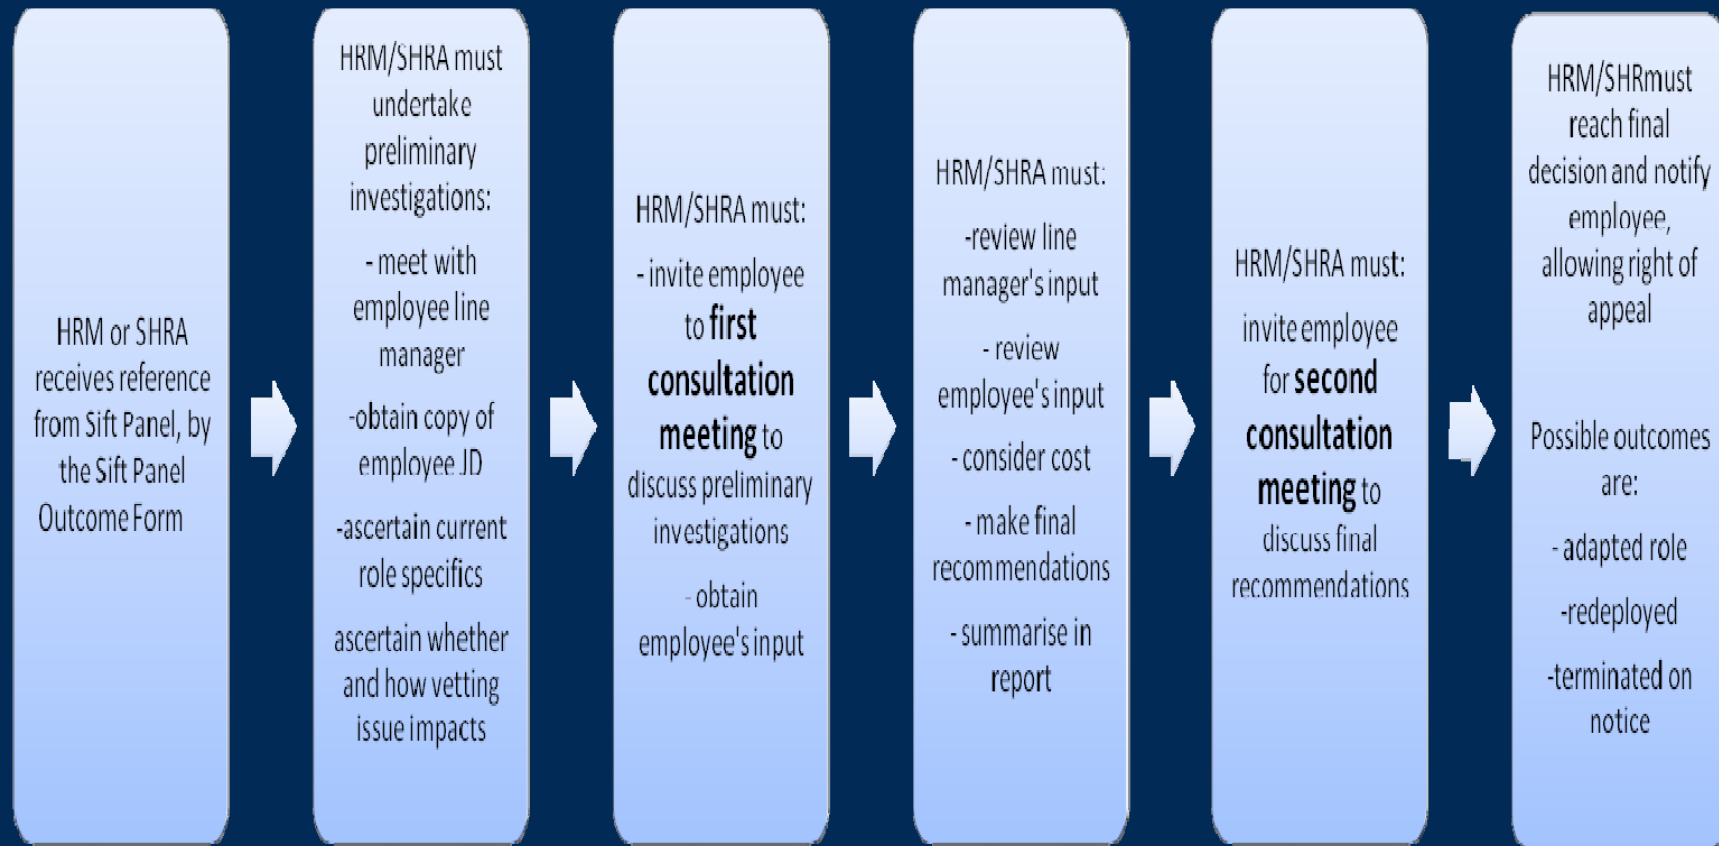 HRM or SHRA
receives reference
from Sift Panel, by
the Sift Panel
Outcome Form
HRM/SHRA must
undertake
preliminary
investigations:
- meet with
employee line
manager
-obtain copy of
employee JD
-ascertain current
role specifics
ascertain whether
and how vetting
issue impacts
HRM/SHRA must:
- invite employee
to first
consultation
meeting to
discuss preliminary
investigations
- obtain
employee's input
HRM/SHRA must:
-review line
manager's input
- review
employee's input
- consider cost
- make final
recommendations
- summarise in
report
HRM/SHRA must:
invite employee
for second
consultation
meeting to
discuss final
recommendations
HRM/SHRmust
reach final
decision and notify
employee,
allowing right of
appeal
Possible outcomes
are:
- adapted role
-redeployed
-terminated on
notice